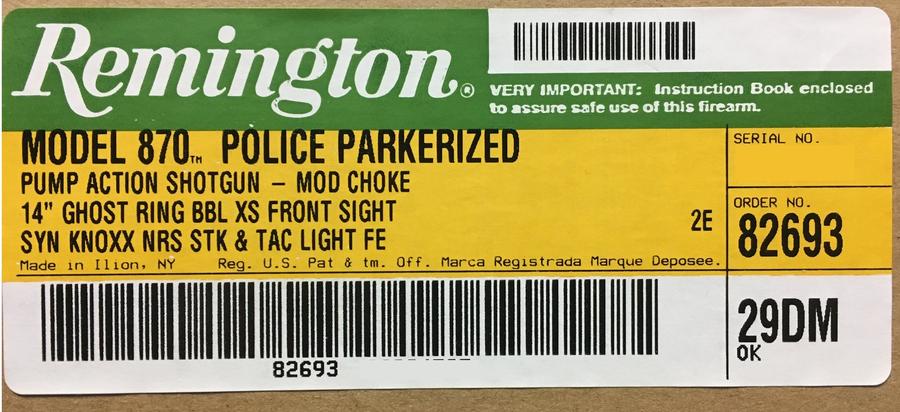 Remington®
VERY IMPORTANT: Instruction Book enclosed
to assure safe use of this firearm.
MODEL 870™ POLICE PARKERIZED
PUMP ACTION SHOTGUN – MOD CHOKE
14" GHOST RING BBL XS FRONT SIGHT
SYN KNOXX NRS STK & TAC LIGHT FE
2E
Made in Ilion, NY Reg. U.S. Pat & tm. Off. Marca Registrada Marque Deposee.
SERIAL NO.
ORDER NO.
82693
82693
29DM
OK